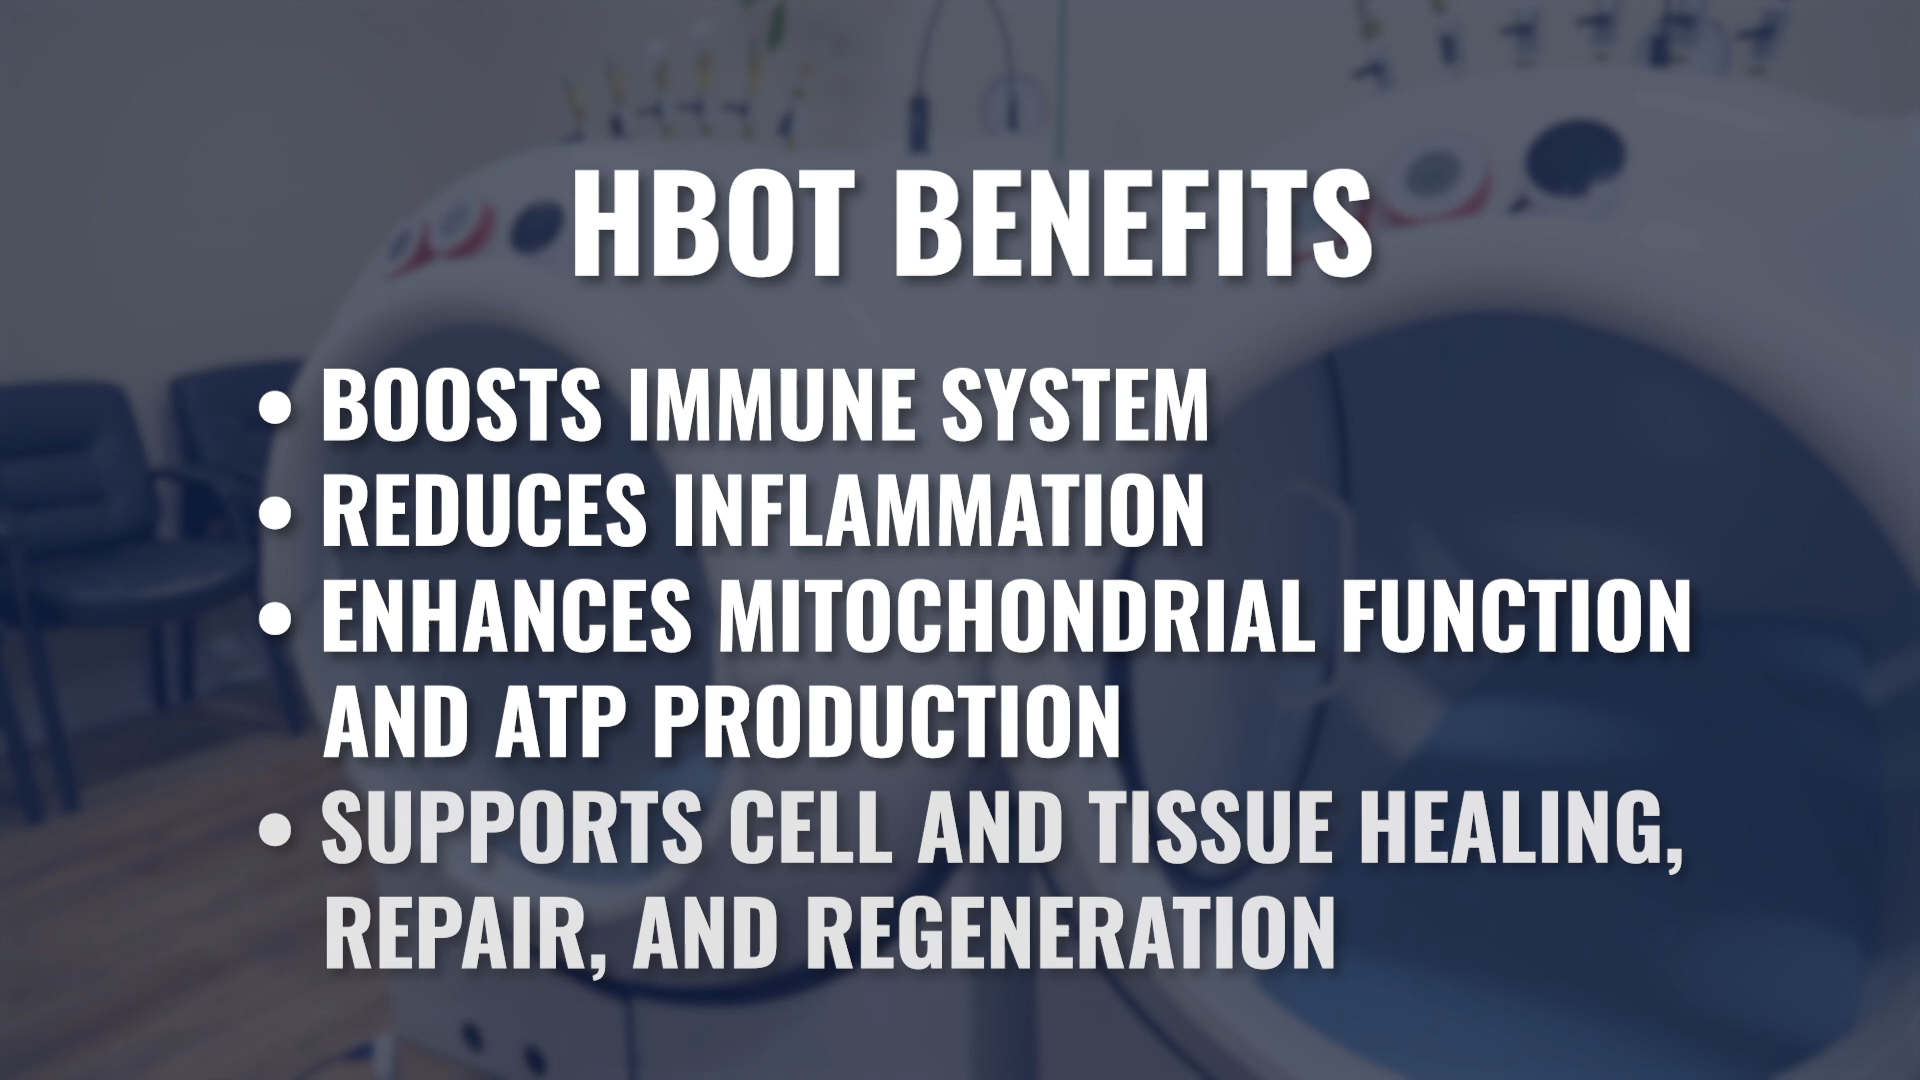 HBOT BENEFITS
• BOOSTS IMMUNE SYSTEM
• REDUCES INFLAMMATION
• ENHANCES MITOCHONDRIAL FUNCTION
AND ATP PRODUCTION
• SUPPORTS CELL AND TISSUE HEALING,
REPAIR, AND REGENERATION